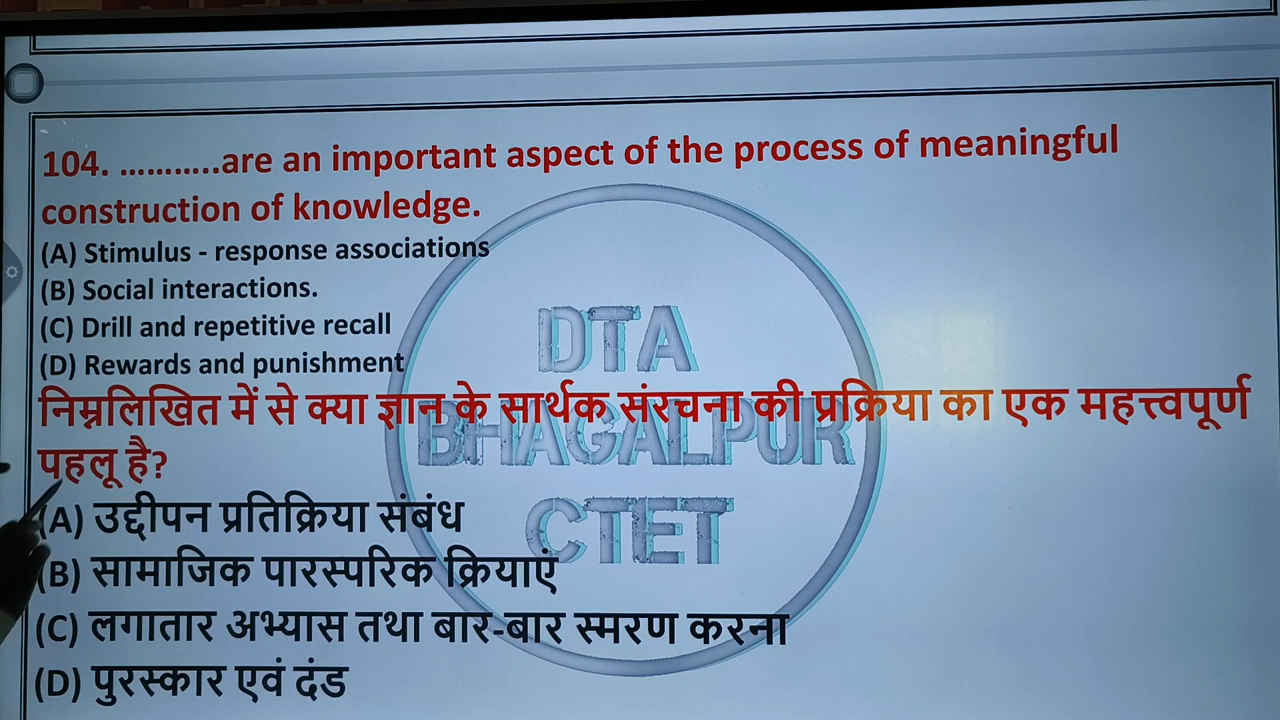 104. ...........are an important aspect of the process of meaningful
construction of knowledge.
(A) Stimulus - response associations
(B) Social interactions.
(C) Drill and repetitive recall
(D) Rewards and punishment
निम्नलिखित में से क्या ज्ञान के सार्थक संरचना की प्रक्रिया का एक महत्त्वपूर्ण
पहलू है?
(A) उद्दीपन प्रतिक्रिया संबंध
(B) सामाजिक पारस्परिक क्रियाएं
(C) लगातार अभ्यास तथा बार-बार स्मरण करना
(D) पुरस्कार एवं दंड
DTA
BHAGALPUR
CTET